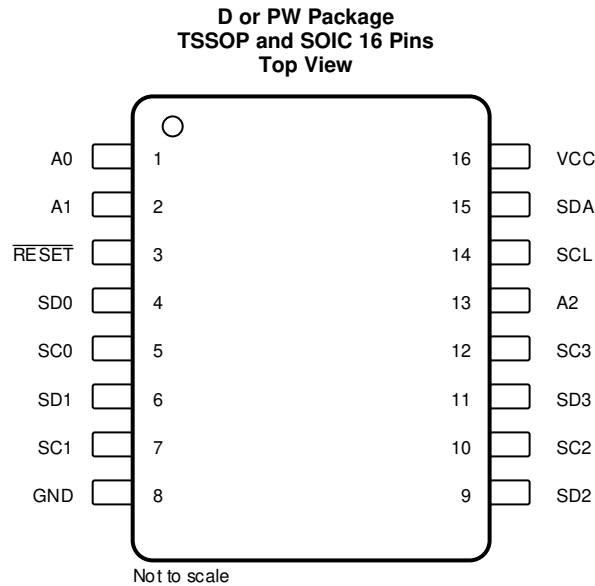 D or PW Package
TSSOP and SOIC 16 Pins
Top View
A0 1 16 VCC
A1 2 15 SDA
RESET 3 14 SCL
SD0 4 13 A2
SC0 5 12 SC3
SD1 6 11 SD3
SC1 7 10 SC2
GND 8 9 SD2
Not to scale